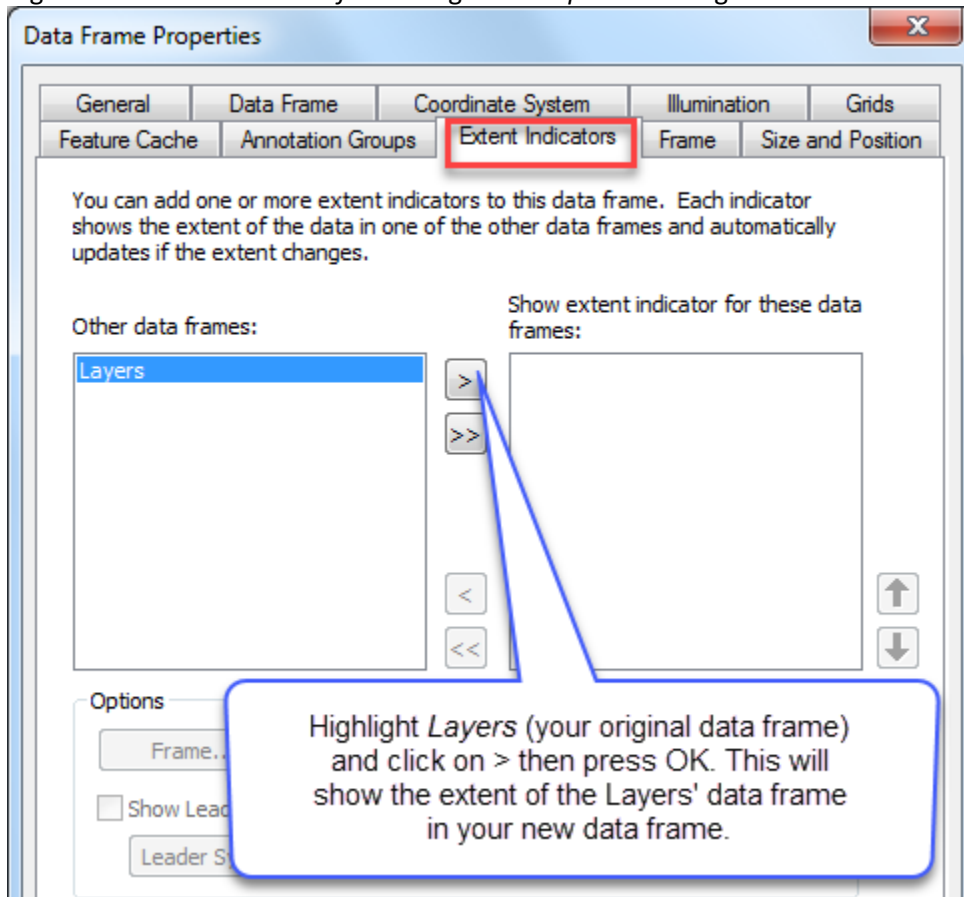 Data Frame Properties
General Data Frame Coordinate System Illumination Grids
Feature Cache Annotation Groups Extent Indicators Frame Size and Position
You can add one or more extent indicators to this data frame. Each indicator
shows the extent of the data in one of the other data frames and automatically
updates if the extent changes.
Other data frames:
Show extent indicator for these data
frames:
Layers
>
>>
<
<<
Options
Frame..
Show
Leader
Highlight Layers (your original data frame)
and click on > then press OK. This will
show the extent of the Layers' data frame
in your new data frame.